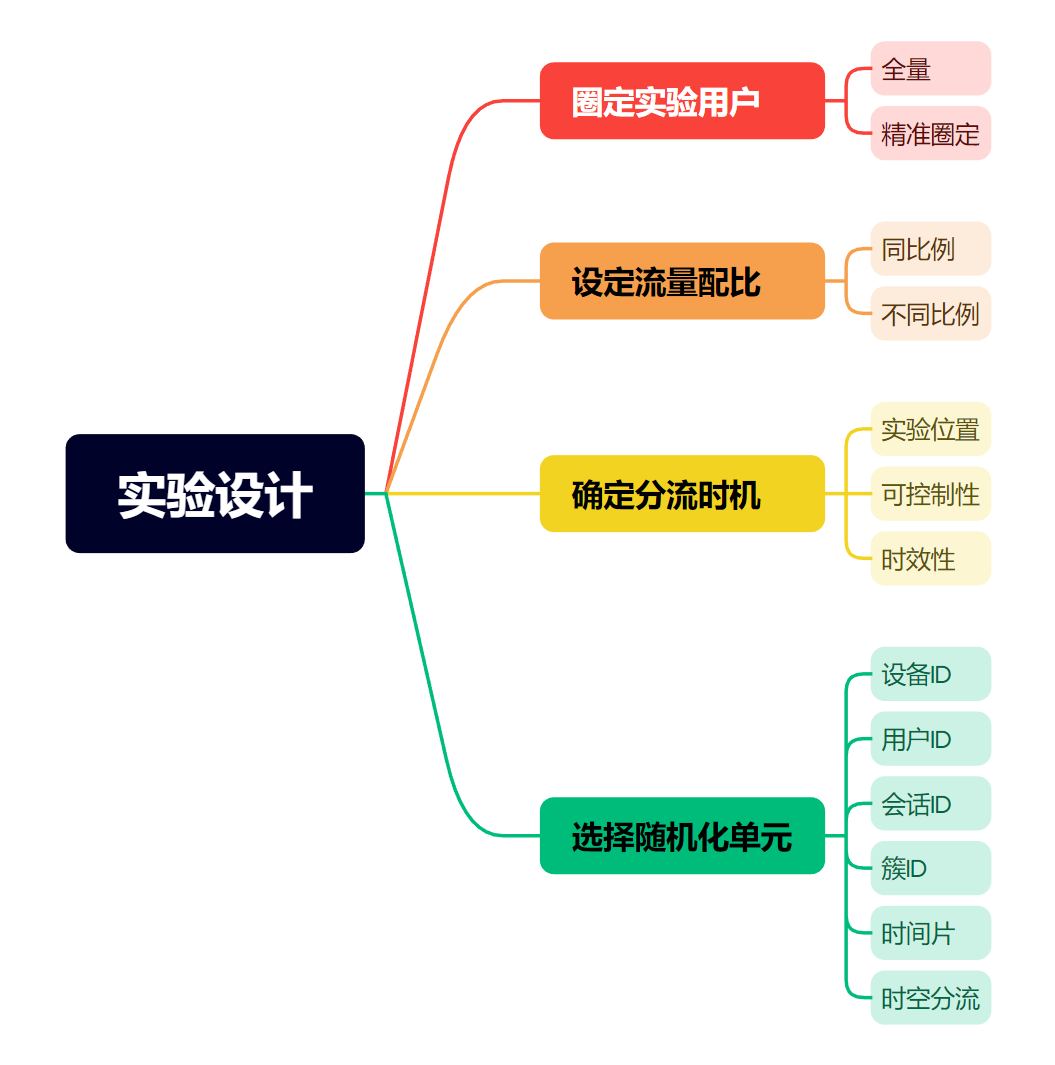 实验设计
圈定实验用户
全量
精准圈定
设定流量配比
同比例
不同比例
确定分流时机
实验位置
可控制性
时效性
选择随机化单元
设备ID
用户ID
会话ID
簇ID
时间片
时空分流